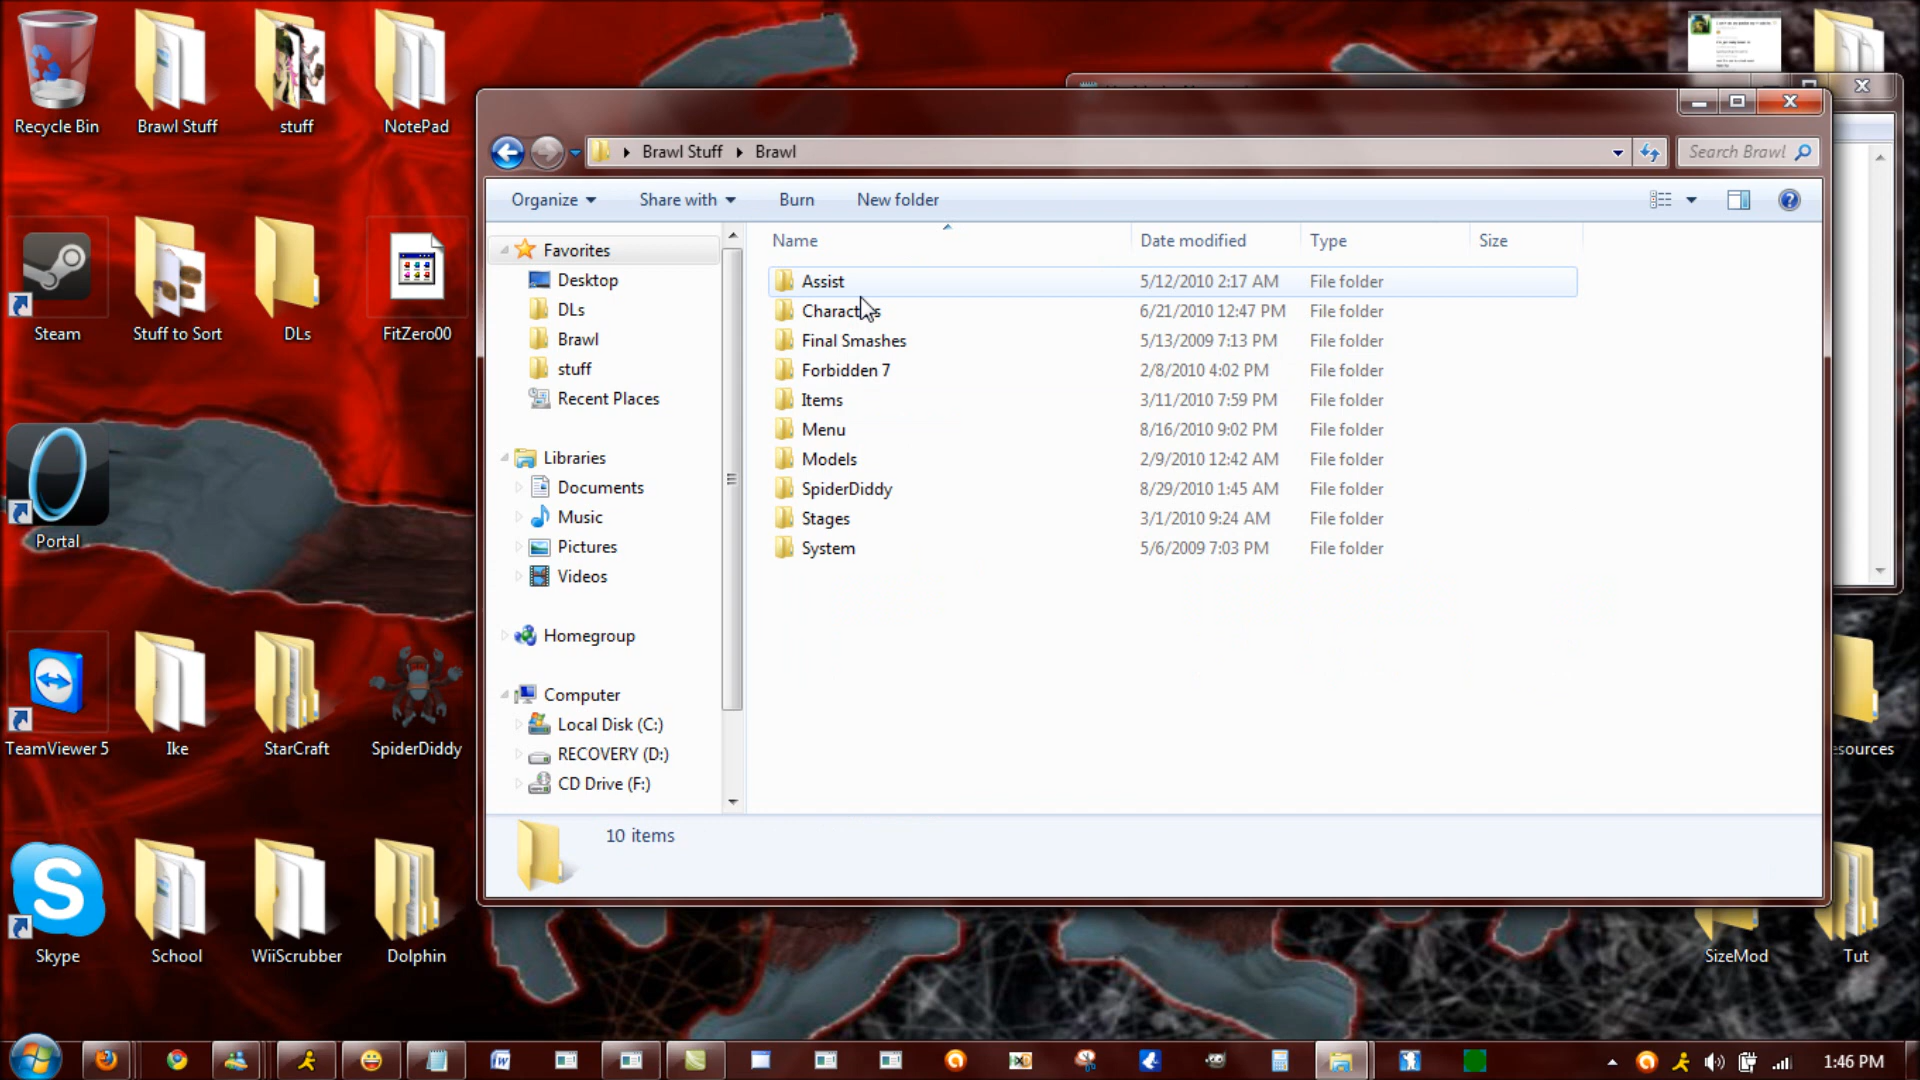 Recycle Bin
Brawl Stuff
stuff
NotePad
Steam
Stuff to Sort
DLs
FitZero00
Portal
TeamViewer 5
Ike
StarCraft
SpiderDiddy
Skype
School
WiiScrubber
Dolphin
Brawl Stuff
Brawl
Search Brawl
Organize
Share with
Burn
New folder
Favorites
Desktop
DLs
Brawl
stuff
Recent Places
Libraries
Documents
Music
Pictures
Videos
Homegroup
Computer
Local Disk (C:)
RECOVERY (D:)
CD Drive (F:)
Name Date modified Type Size
Assist 5/12/2010 2:17 AM File folder
Characters 6/21/2010 12:47 PM File folder
Final Smashes 5/13/2009 7:13 PM File folder
Forbidden 7 2/8/2010 4:02 PM File folder
Items 3/11/2010 7:59 PM File folder
Menu 8/16/2010 9:02 PM File folder
Models 2/9/2010 12:42 AM File folder
SpiderDiddy 8/29/2010 1:45 AM File folder
Stages 3/1/2010 9:24 AM File folder
System 5/6/2009 7:03 PM File folder
10 items
esources
SizeMod
Tut
1:46 PM